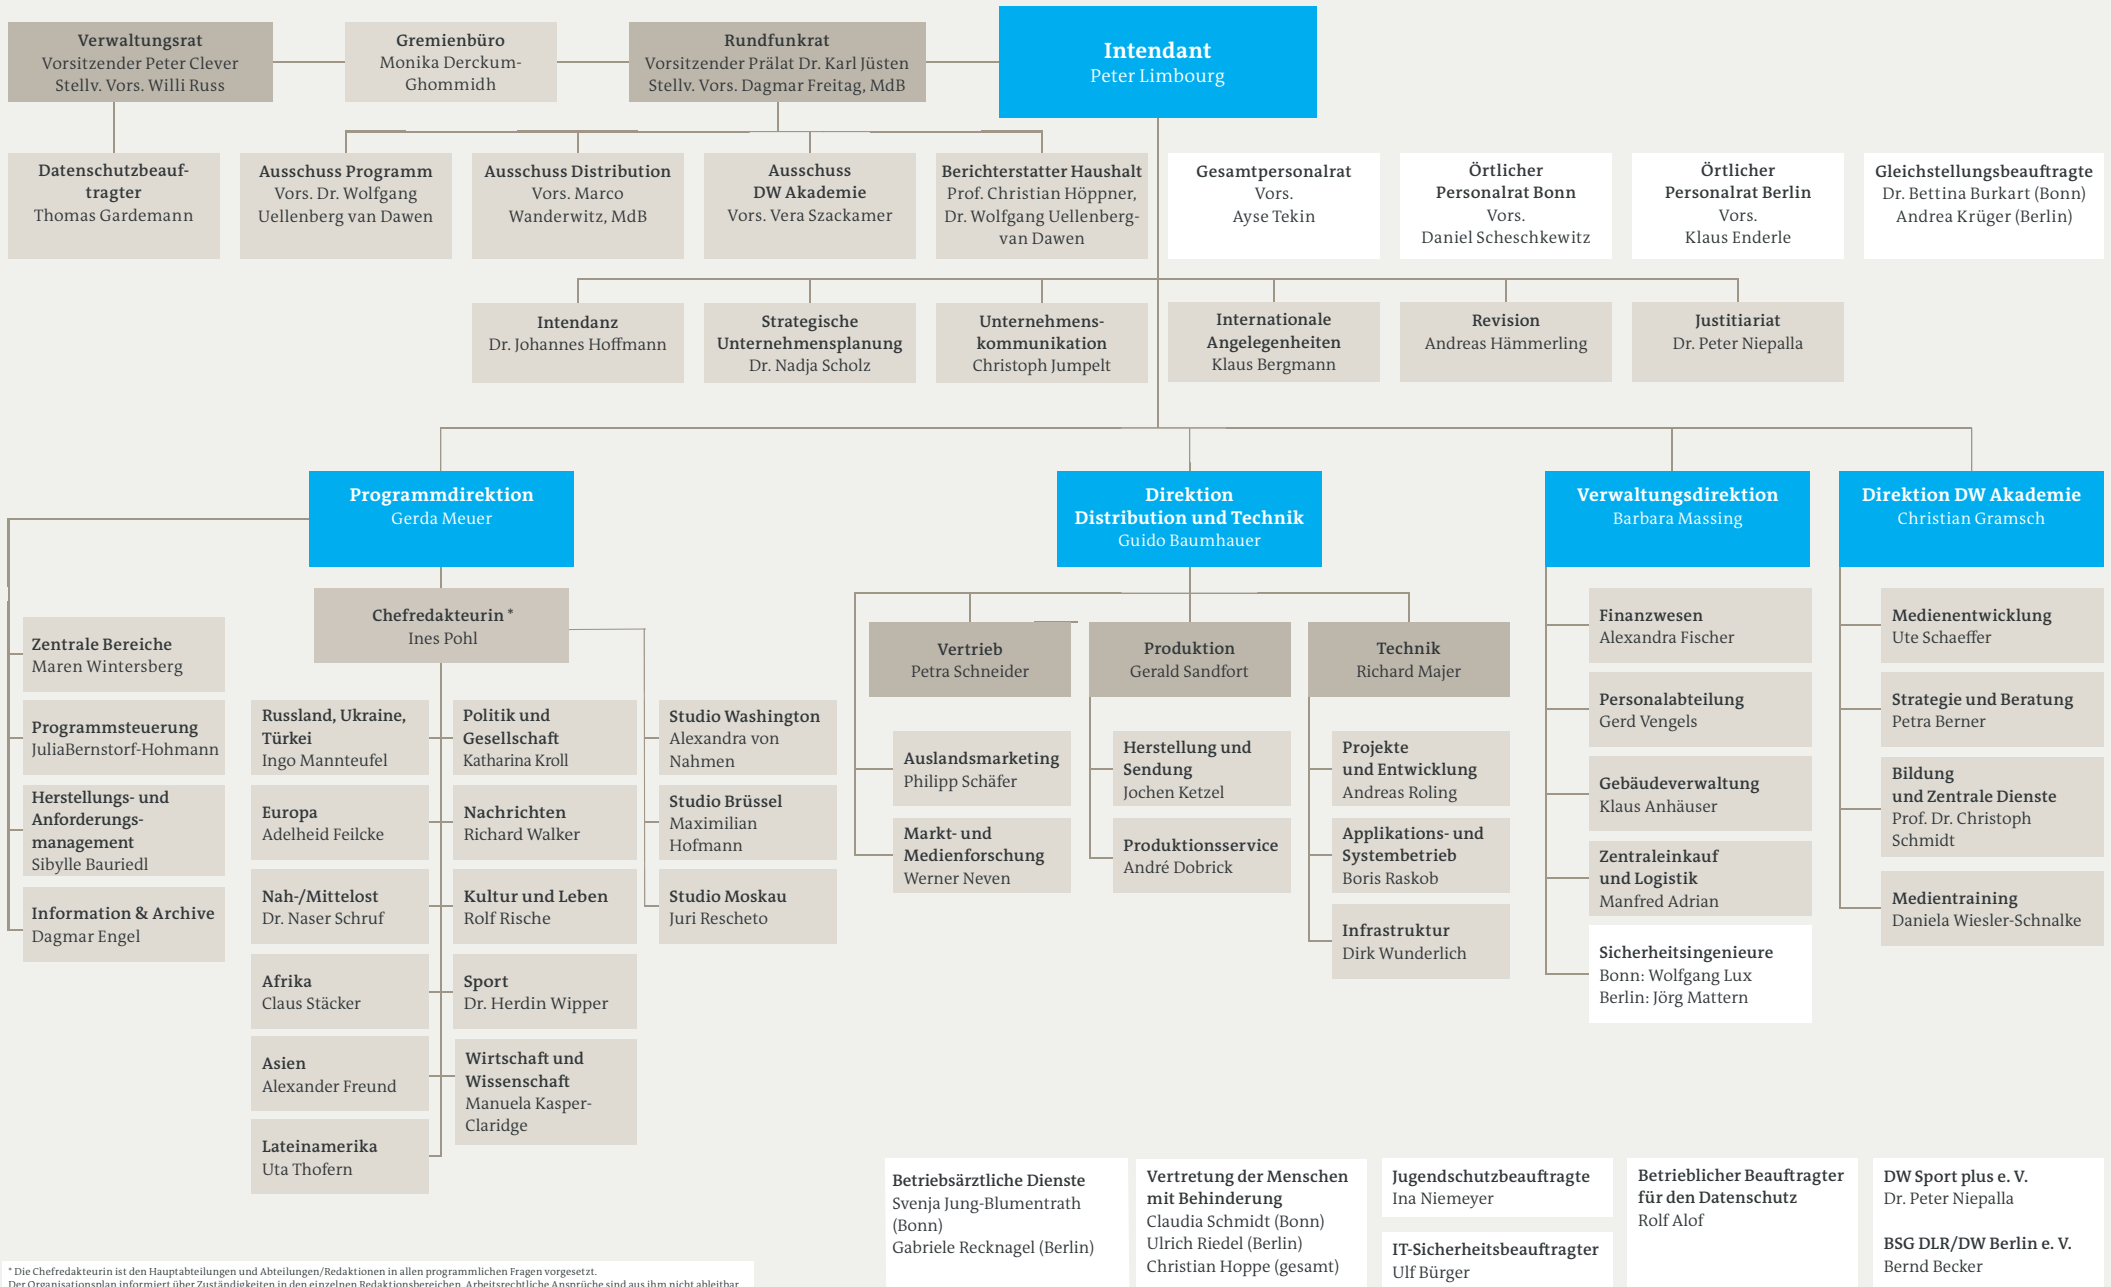 Verwaltungsrat
Vorsitzender Peter Clever
Stellv. Vors. Willi Russ
Gremienbüro
Monika Derckum-
Ghommidh
Rundfunkrat
Vorsitzender Prälat Dr. Karl Jüsten
Stellv. Vors. Dagmar Freitag, MdB
Intendant
Peter Limbourg
Datenschutzbeauf-
tragter
Thomas Gardemann
Ausschuss Programm
Vors. Dr. Wolfgang
Uellenberg van Dawen
Ausschuss Distribution
Vors. Marco
Wanderwitz, MdB
Ausschuss
DW Akademie
Vors. Vera Szackamer
Berichterstatter Haushalt
Prof. Christian Höppner,
Dr. Wolfgang Uellenberg-
van Dawen
Gesamtpersonalrat
Vors.
Ayse Tekin
Örtlicher
Personalrat Bonn
Vors.
Daniel Scheschkewitz
Örtlicher
Personalrat Berlin
Vors.
Klaus Enderle
Gleichstellungsbeauftragte
Dr. Bettina Burkart (Bonn)
Andrea Krüger (Berlin)
Intendanz
Dr. Johannes Hoffmann
Strategische
Unternehmensplanung
Dr. Nadja Scholz
Unternehmens-
kommunikation
Christoph Jumpelt
Internationale
Angelegenheiten
Klaus Bergmann
Revision
Andreas Hämmerling
Justitiariat
Dr. Peter Niepalla
Programmdirektion
Gerda Meuer
Direktion
Distribution und Technik
Guido Baumhauer
Verwaltungsdirektion
Barbara Massing
Direktion DW Akademie
Christian Gramsch
Zentrale Bereiche
Maren Wintersberg
Programmsteuerung
JuliaBernstorf-Hohmann
Herstellungs- und
Anforderungs-
management
Sibylle Bauriedl
Information & Archive
Dagmar Engel
Chefredakteurin *
Ines Pohl
Russland, Ukraine,
Türkei
Ingo Mannteufel
Europa
Adelheid Feilcke
Nah-/Mittelost
Dr. Naser Schruf
Afrika
Claus Stäcker
Asien
Alexander Freund
Lateinamerika
Uta Thofern
Politik und
Gesellschaft
Katharina Kroll
Nachrichten
Richard Walker
Kultur und Leben
Rolf Rische
Sport
Dr. Herdin Wipper
Wirtschaft und
Wissenschaft
Manuela Kasper-
Claridge
Studio Washington
Alexandra von
Nahmen
Studio Brüssel
Maximilian
Hofmann
Studio Moskau
Juri Rescheto
Vertrieb
Petra Schneider
Auslandsmarketing
Philipp Schäfer
Markt- und
Medienforschung
Werner Neven
Produktion
Gerald Sandfort
Herstellung und
Sendung
Jochen Ketzel
Produktionsservice
André Dobrick
Technik
Richard Majer
Projekte
und Entwicklung
Andreas Roling
Applikations- und
Systembetrieb
Boris Raskob
Infrastruktur
Dirk Wunderlich
Finanzwesen
Alexandra Fischer
Personalabteilung
Gerd Vengels
Gebäudeverwaltung
Klaus Anhäuser
Zentraleinkauf
und Logistik
Manfred Adrian
Sicherheitsingenieure
Bonn: Wolfgang Lux
Berlin: Jörg Mattern
Medienentwicklung
Ute Schaeffer
Strategie und Beratung
Petra Berner
Bildung
und Zentrale Dienste
Prof. Dr. Christoph
Schmidt
Medientraining
Daniela Wiesler-Schnalke
Betriebsärztliche Dienste
Svenja Jung-Blumentrath
(Bonn)
Gabriele Recknagel (Berlin)
Vertretung der Menschen
mit Behinderung
Claudia Schmidt (Bonn)
Ulrich Riedel (Berlin)
Christian Hoppe (gesamt)
Jugendschutzbeauftragte
Ina Niemeyer
IT-Sicherheitsbeauftragter
Ulf Bürger
Betrieblicher Beauftragter
für den Datenschutz
Rolf Alof
DW Sport plus e. V.
Dr. Peter Niepalla
BSG DLR/DW Berlin e. V.
Bernd Becker
* Die Chefredakteurin ist den Hauptabteilungen und Abteilungen/Redaktionen in allen programmlichen Fragen vorgesetzt.
Der Organisationsplan informiert über Zuständigkeiten in den einzelnen Redaktionsbereichen. Arbeitsrechtliche Ansprüche sind aus ihm nicht ableitbar.